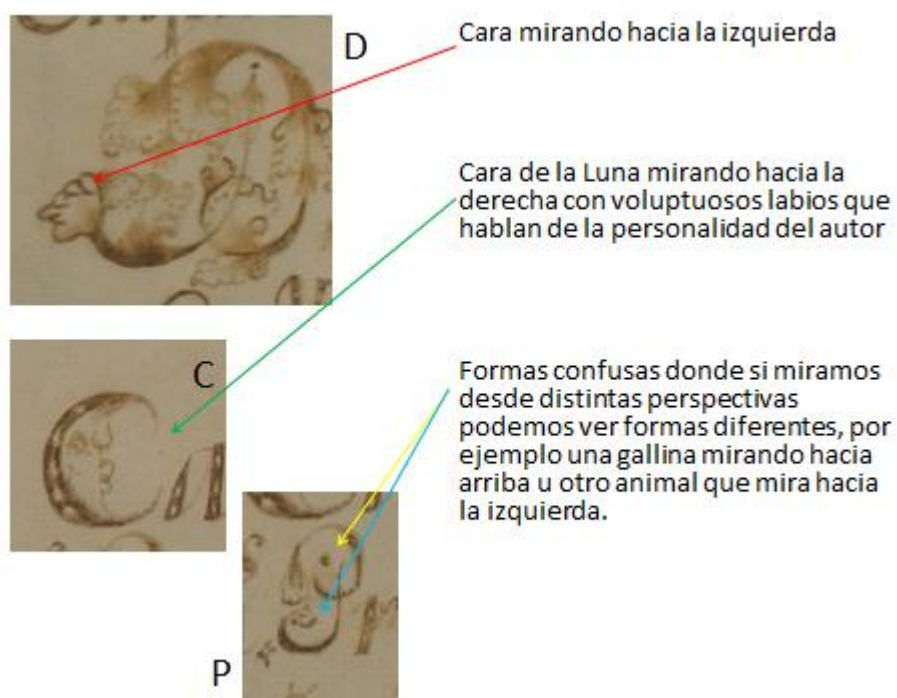 D
Cara mirando hacia la izquierda
Cara de la Luna mirando hacia la
derecha con voluptuosos labios que
hablan de la personalidad del autor
C
Formas confusas donde si miramos
desde distintas perspectivas
podemos ver formas diferentes, por
ejemplo una gallina mirando hacia
arriba u otro animal que mira hacia
la izquierda.
P